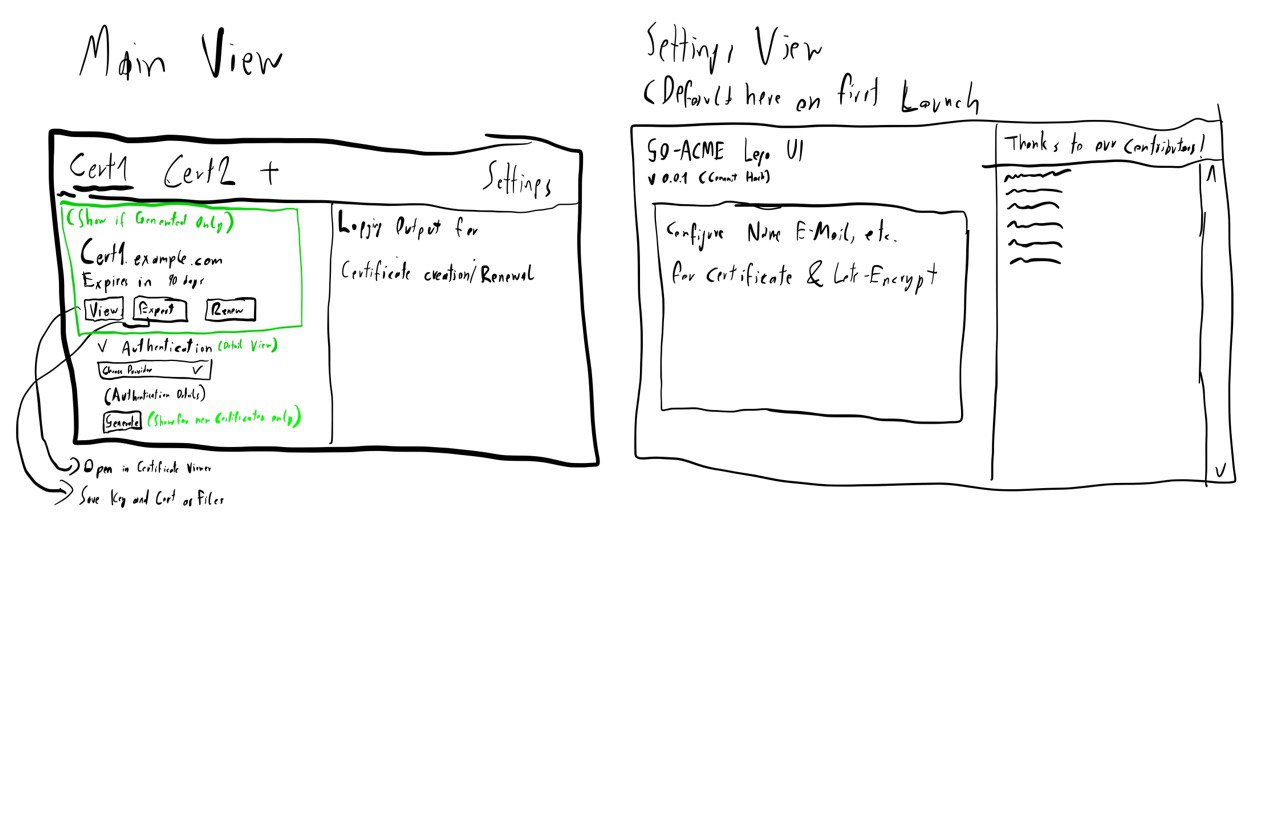 Main View
Cert1 Cert2 + Settings
(Show if Generated Only)
Cert1.example.com
Expires in 90 days
View Export Renew
Authentication (Detail View)
Choose Provider
(Authentication Details)
Generate (Show for new Certificates only)
Logging Output for
Certificate creation/Renewal
Open in Certificate Viewer
Save Key and Cert as Files
Settings View
(Default here on first Launch
GO-ACME Lego UI
v 0.0.1 (Commit Hash)
Configure Name E-Mail, etc.
for certificate & Lets-Encrypt
Thanks to our Contributors!